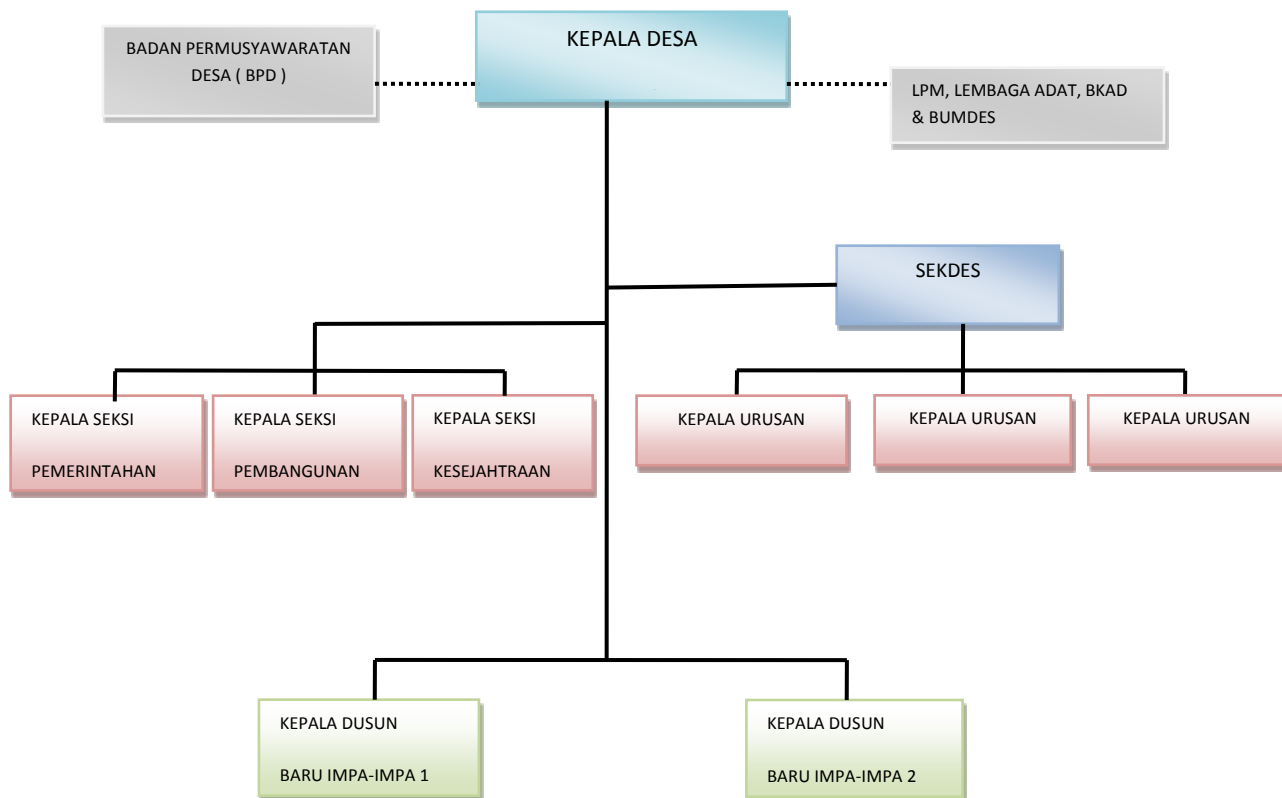 KEPALA DESA
BADAN PERMUSYAWARATAN
DESA ( BPD )
LPM, LEMBAGA ADAT, BKAD
& BUMDES
SEKDES
KEPALA SEKSI
PEMERINTAHAN
KEPALA SEKSI
PEMBANGUNAN
KEPALA SEKSI
KESEJAHTRAAN
KEPALA URUSAN
KEPALA URUSAN
KEPALA URUSAN
KEPALA DUSUN
BARU IMPA-IMPA 1
KEPALA DUSUN
BARU IMPA-IMPA 2